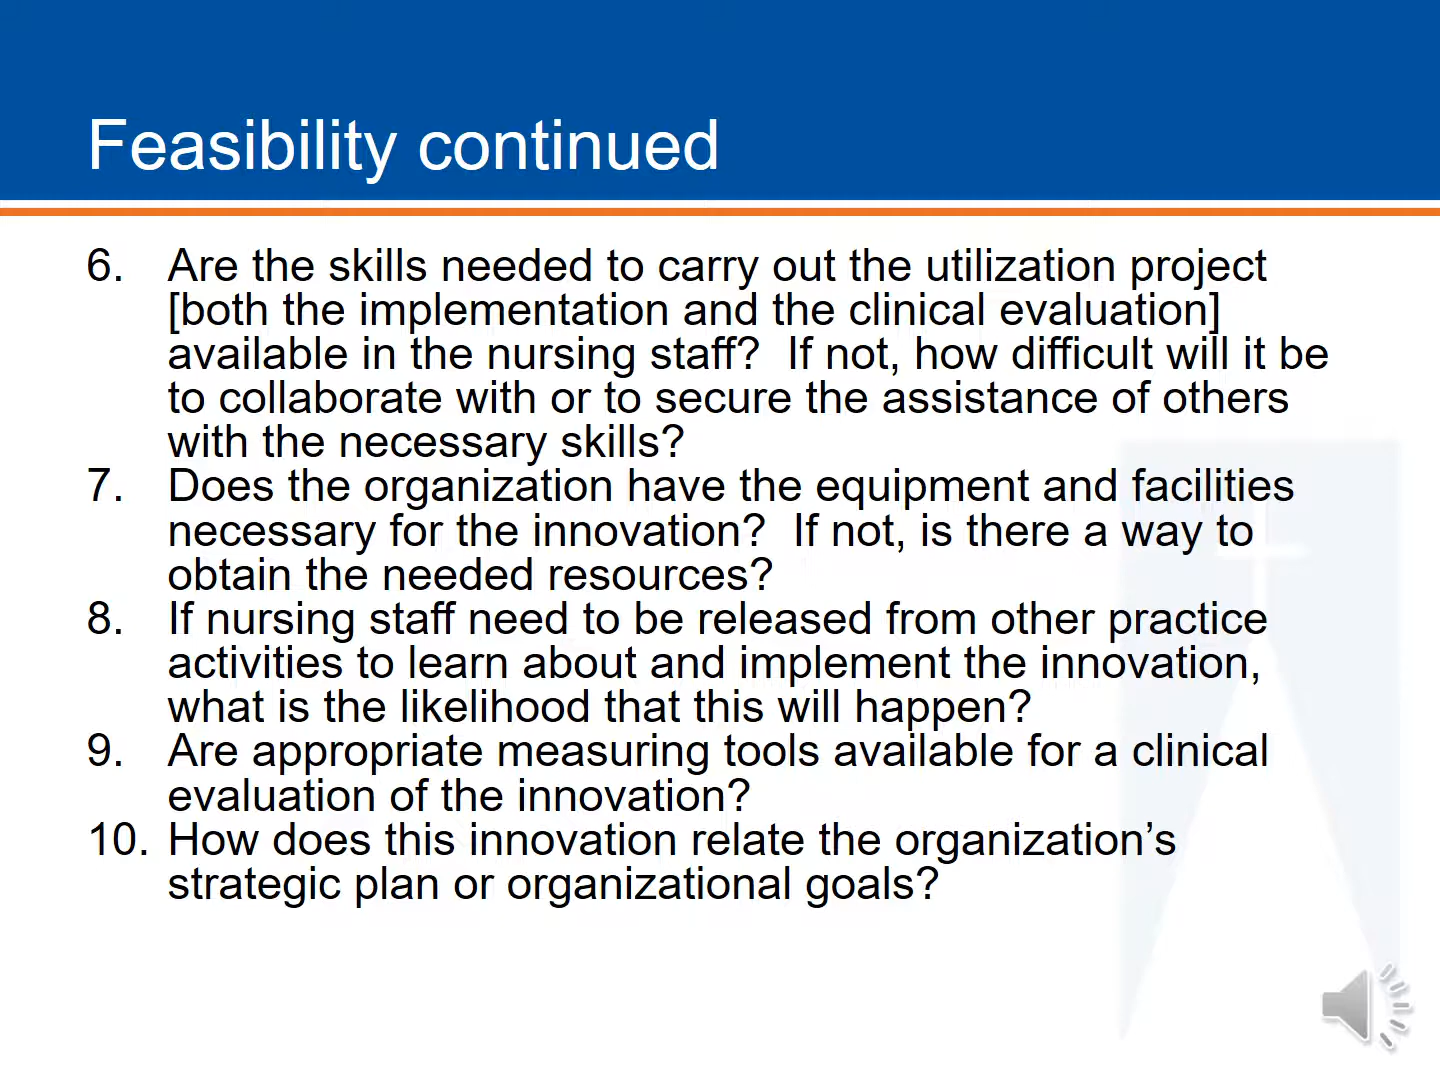 Feasibility continued
6. Are the skills needed to carry out the utilization project
[both the implementation and the clinical evaluation]
available in the nursing staff?  If not, how difficult will it be
to collaborate with or to secure the assistance of others
with the necessary skills?
7. Does the organization have the equipment and facilities
necessary for the innovation?  If not, is there a way to
obtain the needed resources?
8. If nursing staff need to be released from other practice
activities to learn about and implement the innovation,
what is the likelihood that this will happen?
9. Are appropriate measuring tools available for a clinical
evaluation of the innovation?
10. How does this innovation relate the organization’s
strategic plan or organizational goals?